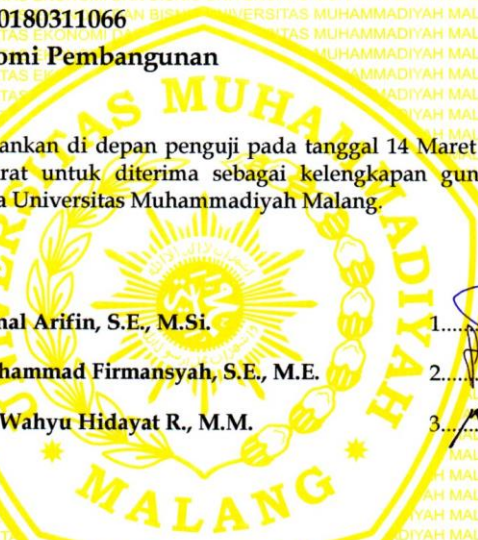 0180311066
omi Pembangunan
ankan di depan penguji pada tanggal 14 Maret
rat untuk diterima sebagai kelengkapan gun
a Universitas Muhammadiyah Malang.
nal Arifin, S.E., M.Si.
1......
hammad Firmansyah, S.E., M.E.
2......
Wahyu Hidayat R., M.M.
3......
UNIVERSITAS MUHAMMADIYAH
MALANG